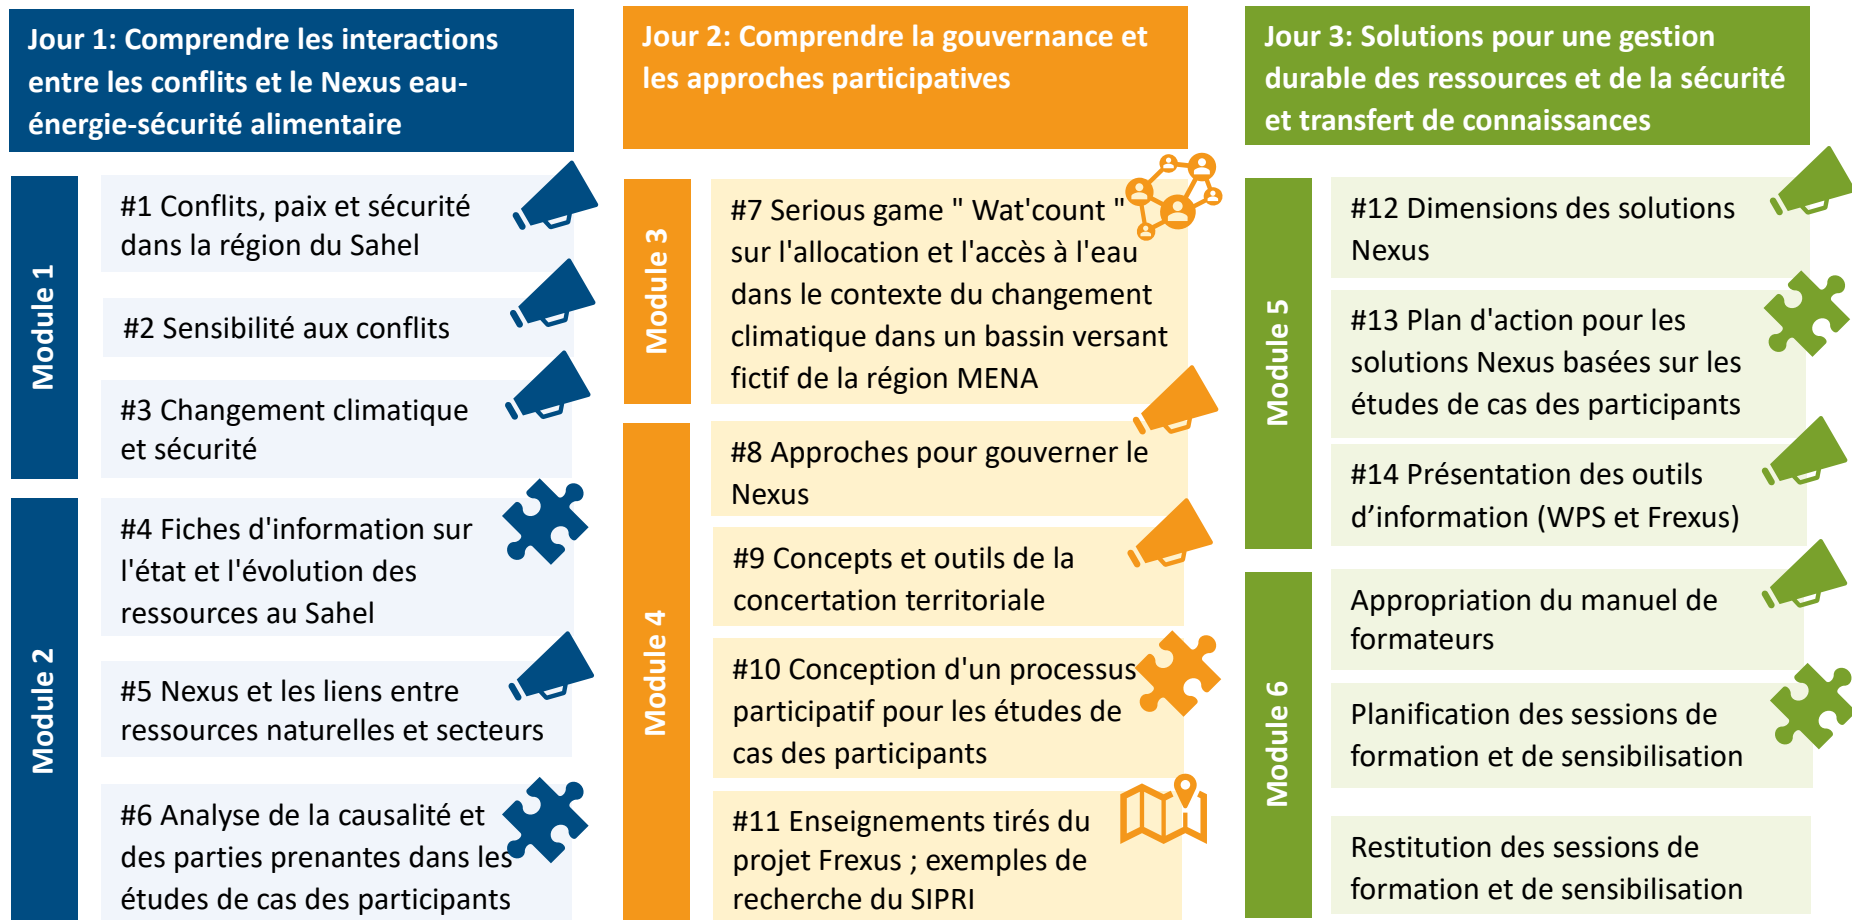 Jour 1: Comprendre les interactions
entre les conflits et le Nexus eau-
énergie-sécurité alimentaire
Module 1
#1 Conflits, paix et sécurité
dans la région du Sahel
#2 Sensibilité aux conflits
#3 Changement climatique
et sécurité
Module 2
#4 Fiches d'information sur
l'état et l'évolution des
ressources au Sahel
#5 Nexus et les liens entre
ressources naturelles et secteurs
#6 Analyse de la causalité et
des parties prenantes dans les
études de cas des participants
Jour 2: Comprendre la gouvernance et
les approches participatives
Module 3
#7 Serious game " Wat'count "
sur l'allocation et l'accès à l'eau
dans le contexte du changement
climatique dans un bassin versant
fictif de la région MENA
Module 4
#8 Approches pour gouverner le
Nexus
#9 Concepts et outils de la
concertation territoriale
#10 Conception d'un processus
participatif pour les études de
cas des participants
#11 Enseignements tirés du
projet Frexus ; exemples de
recherche du SIPRI
Jour 3: Solutions pour une gestion
durable des ressources et de la sécurité
et transfert de connaissances
Module 5
#12 Dimensions des solutions
Nexus
#13 Plan d'action pour les
solutions Nexus basées sur les
études de cas des participants
#14 Présentation des outils
d’information (WPS et Frexus)
Module 6
Appropriation du manuel de
formateurs
Planification des sessions de
formation et de sensibilisation
Restitution des sessions de
formation et de sensibilisation